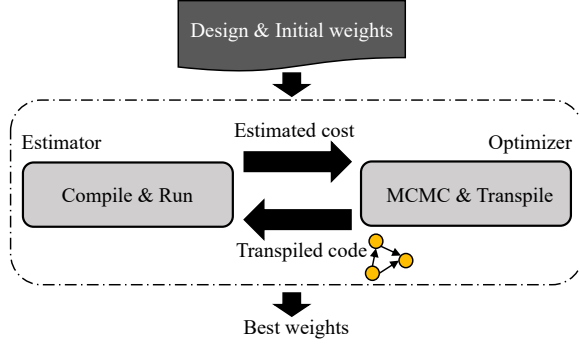 Design & Initial weights
Estimated cost
Estimator
Optimizer
Compile & Run
MCMC & Transpile
Transpiled code
Best weights